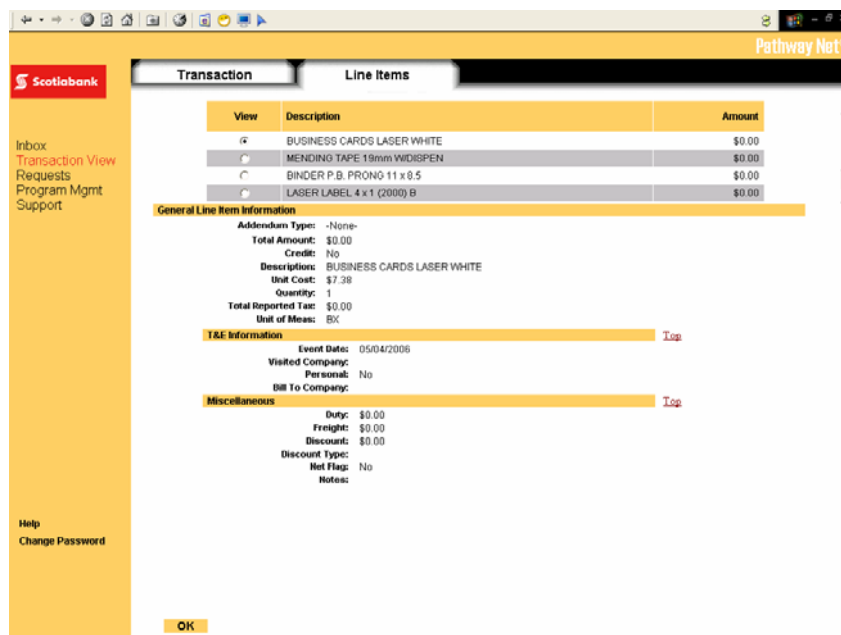 Pathway Net
Scotiabank
Transaction
Line Items
View Description Amount
BUSINESS CARDS LASER WHITE $0.00
MENDING TAPE 19mm W/DISPEN $0.00
BINDER P.B. PRONG 11 x 8.5 $0.00
LASER LABEL 4 x 1 (2000) B $0.00
Inbox
Transaction View
Requests
Program Mgmt
Support
General Line Item Information
Addendum Type: -None-
Total Amount: $0.00
Credit: No
Description: BUSINESS CARDS LASER WHITE
Unit Cost: $7.38
Quantity: 1
Total Reported Tax: $0.00
Unit of Meas: BX
T&E Information Top
Event Date: 05/04/2006
Visited Company:
Personal: No
Bill To Company:
Miscellaneous Top
Duty: $0.00
Freight: $0.00
Discount: $0.00
Discount Type:
Net Flag: No
Notes:
Help
Change Password
OK